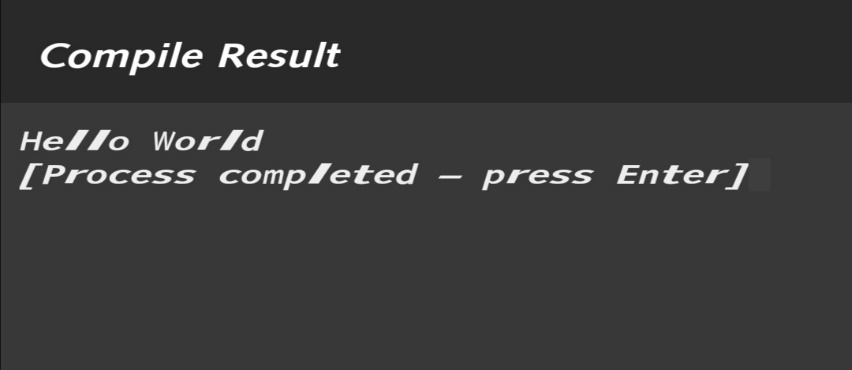 Compile Result
Hello World
[Process completed – press Enter]